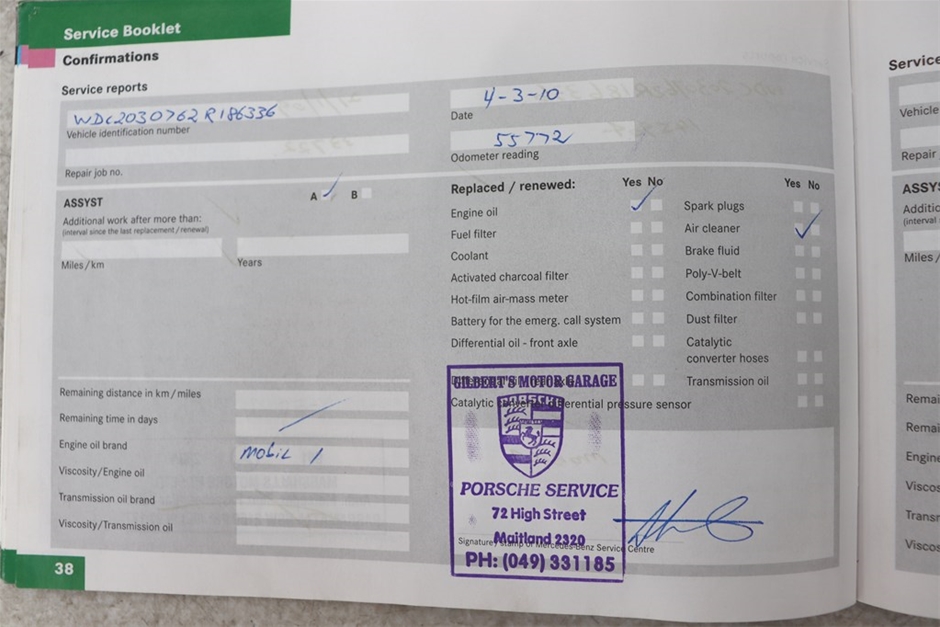 Service Booklet
Confirmations
Service reports
WDC2030762R186336
Vehicle identification number
Repair job no.
4-3-10
Date
55772
Odometer reading
ASSYST
A
B
Additional work after more than:
(interval since the last replacement / renewal)
Miles/km
Years
Replaced / renewed:
Yes No
Engine oil
Fuel filter
Coolant
Activated charcoal filter
Hot-film air-mass meter
Battery for the emerg. call system
Differential oil - front axle
Catalytic
pressure sensor
Yes No
Spark plugs
Air cleaner
Brake fluid
Poly-V-belt
Combination filter
Dust filter
Catalytic
converter hoses
Transmission oil
Remaining distance in km/miles
Remaining time in days
Engine oil brand
Mobil 1
Viscosity/Engine oil
Transmission oil brand
Viscosity/Transmission oil
GILBERT'S MOTOR GARAGE
PORSCHE
PORSCHE SERVICE
72 High Street
Maitland 2320
PH: (049) 331185
Signature/stamp of Mercedes-Benz Service Centre
38
Service
Vehicle
Repair
ASSYS
Additio
(interval
Miles/
Remai
Remai
Engine
Viscos
Transm
Viscos